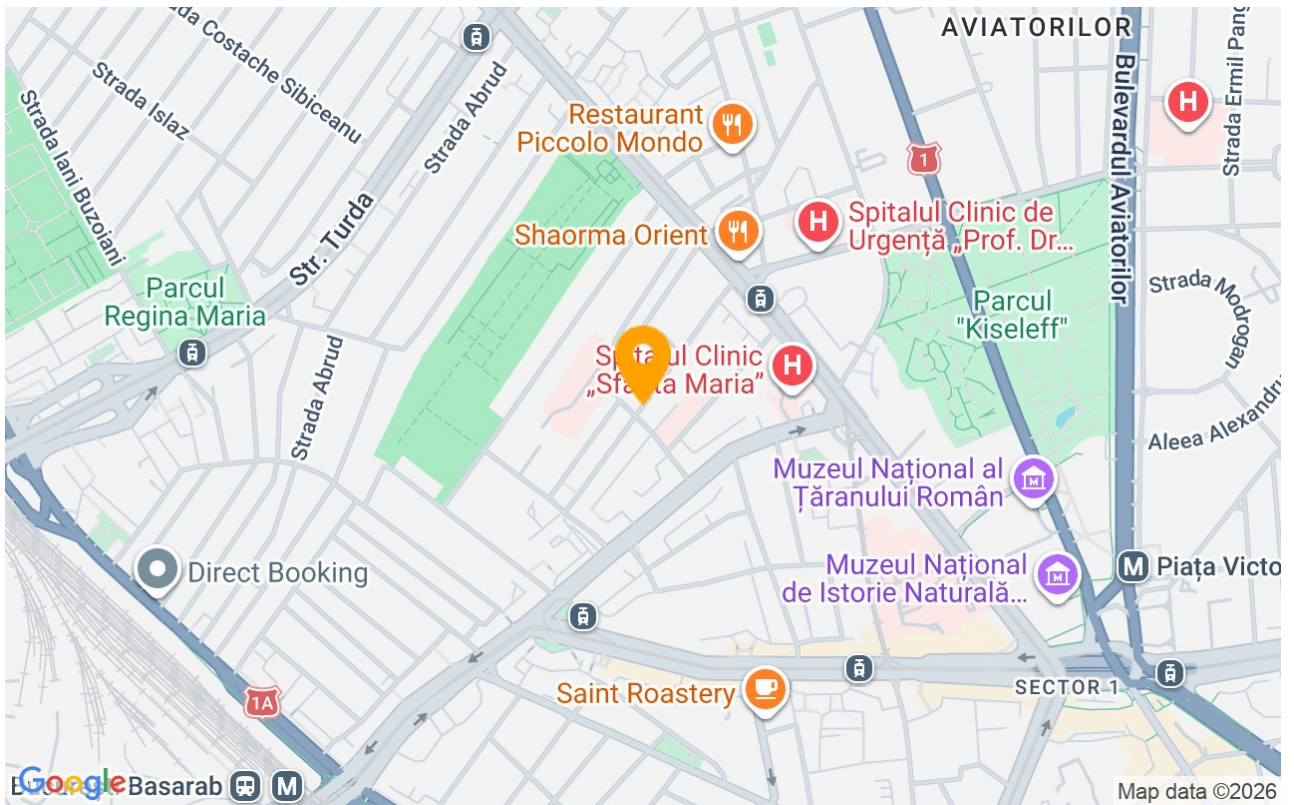 AVIATORILOR
Strada Costache Sibiceanu
Strada Islaz
Strada Iani Buzoiani
Strada Abrud
Restaurant
Piccolo Mondo
1
Bulevardul Aviatorilor
H
Strada Ermil Pang
Str. Turda
Shaorma Orient
H
Spitalul Clinic de
Urgență „Prof. Dr...
Parcul
Regina Maria
Parcul
"Kiseleff"
Strada Modrogan
Strada Abrud
Spitalul Clinic
„Sfânta Maria”
H
Aleea Alexandru
Muzeul Național al
Țăranului Român
Direct Booking
Muzeul Național
de Istorie Naturală...
M
Piața Victo
Saint Roastery
SECTOR 1
1A
Google
Basarab
M
Map data ©2026